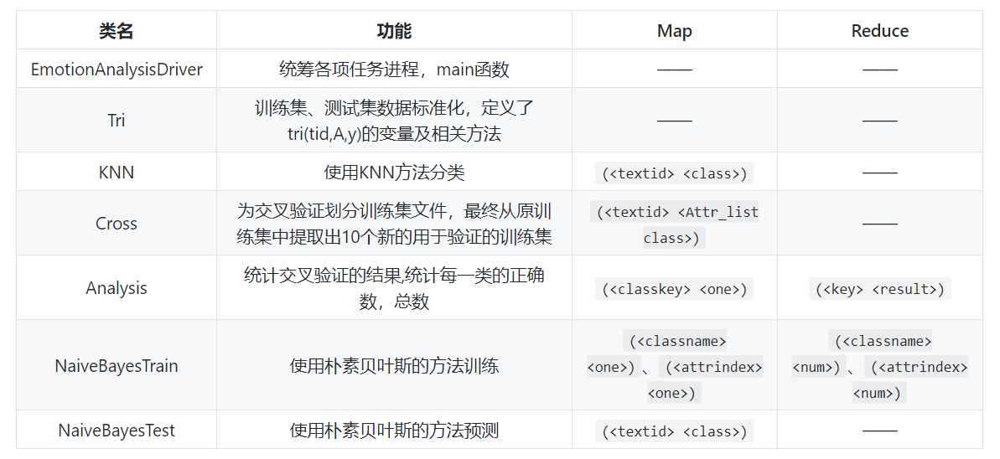 类名 功能 Map Reduce
EmotionAnalysisDriver 统筹各项任务进程，main函数 —— ——
训练集、测试集数据标准化，定义了
Tri —— ——
tri(tid,A,y)的变量及相关方法
KNN 使用KNN方法分类 (<textid> <class>) ——
为交叉验证划分训练集文件，最终从原训 (<textid> <Attr_list
Cross ——
练集中提取出10个新的用于验证的训练集 class>)
统计交叉验证的结果,统计每一类的正确
Analysis (<classkey> <one>) (<key> <result>)
数，总数
(<classname> (<classname>
NaiveBayesTrain 使用朴素贝叶斯的方法训练 <one>)、(<attrindex> <num>)、(<attrindex>
<one>) <num>)
NaiveBayesTest 使用朴素贝叶斯的方法预测 (<textid> <class>) ——